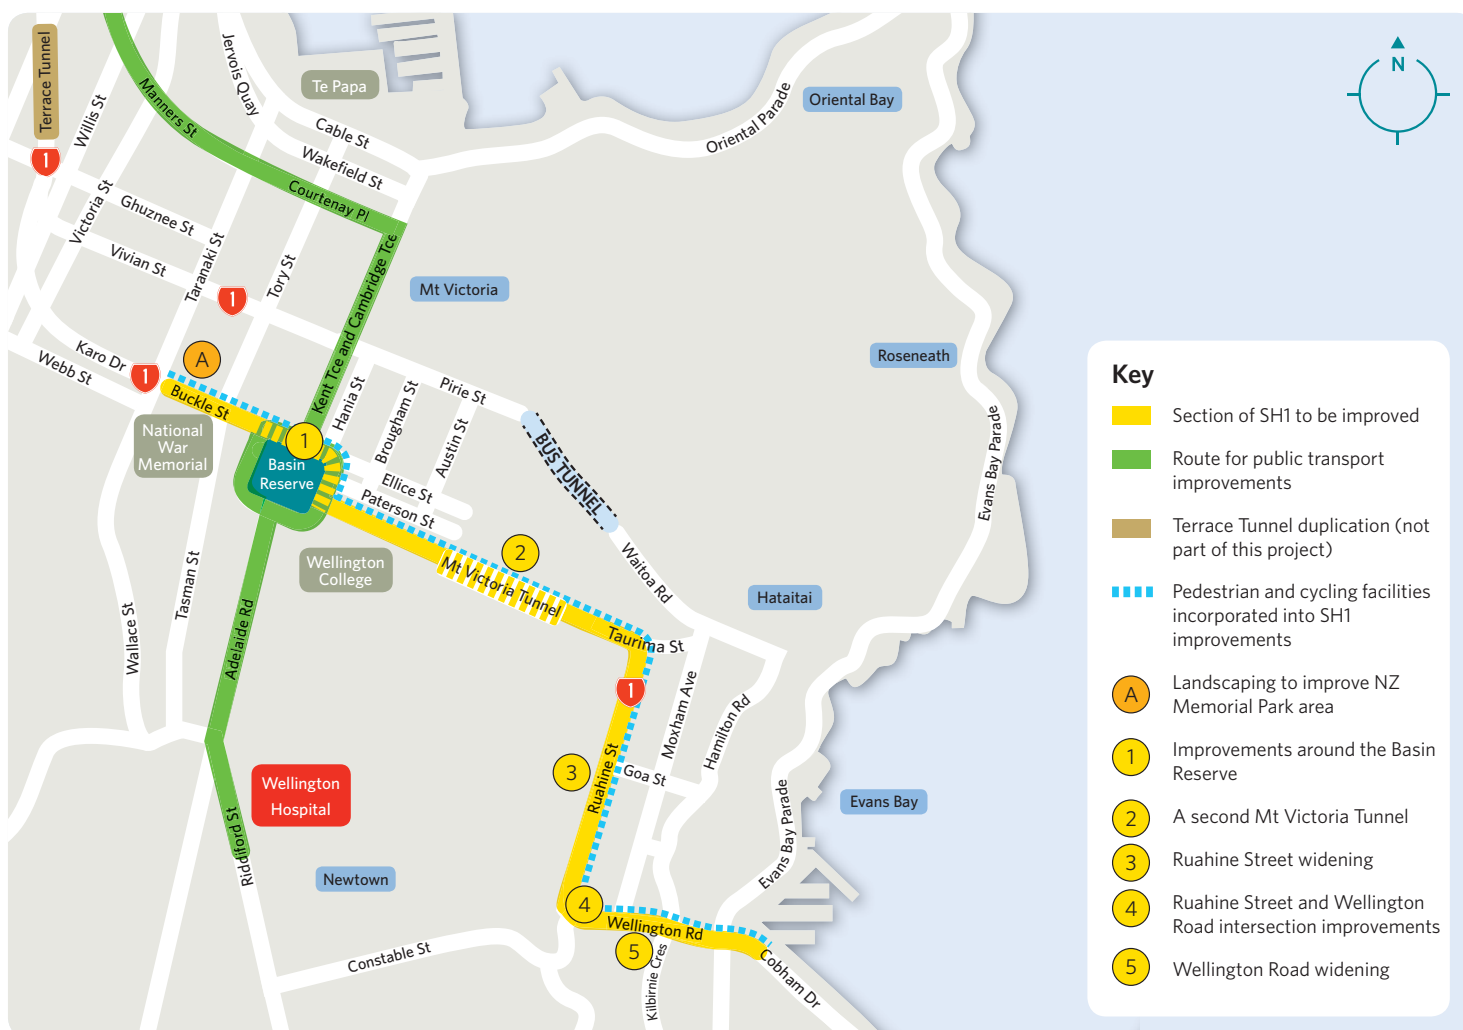 Terrace Tunnel
1
Willis St
Manners St
Jervois Quay
Te Papa
Cable St
Wakefield St
Courtenay Pl
Oriental Parade
Oriental Bay
N
Victoria St
Ghuznee St
Vivian St
Taranaki St
Tory St
1
Kent Tce and Cambridge Tce
Mt Victoria
Roseneath
Karo Dr
Webb St
1
A
Buckle St
National
War
Memorial
1
Basin
Reserve
Hania St
Brougham St
Pirie St
Austin St
Ellice St
Paterson St
BUS TUNNEL
Evans Bay Parade
Wellington
College
2
Mt Victoria Tunnel
Waitoa Rd
Hataitai
Taurima St
1
Wallace St
Tasman St
Adelaide Rd
Moxham Ave
Hamilton Rd
3
Ruahine St
Goa St
Wellington
Hospital
Riddiford St
Newtown
Evans Bay Parade
Evans Bay
4
Wellington Rd
5
Kilbirnie Cres
Constable St
Cobham Dr
Key
Section of SH1 to be improved
Route for public transport
improvements
Terrace Tunnel duplication (not
part of this project)
Pedestrian and cycling facilities
incorporated into SH1
improvements
A
Landscaping to improve NZ
Memorial Park area
1
Improvements around the Basin
Reserve
2
A second Mt Victoria Tunnel
3
Ruahine Street widening
4
Ruahine Street and Wellington
Road intersection improvements
5
Wellington Road widening